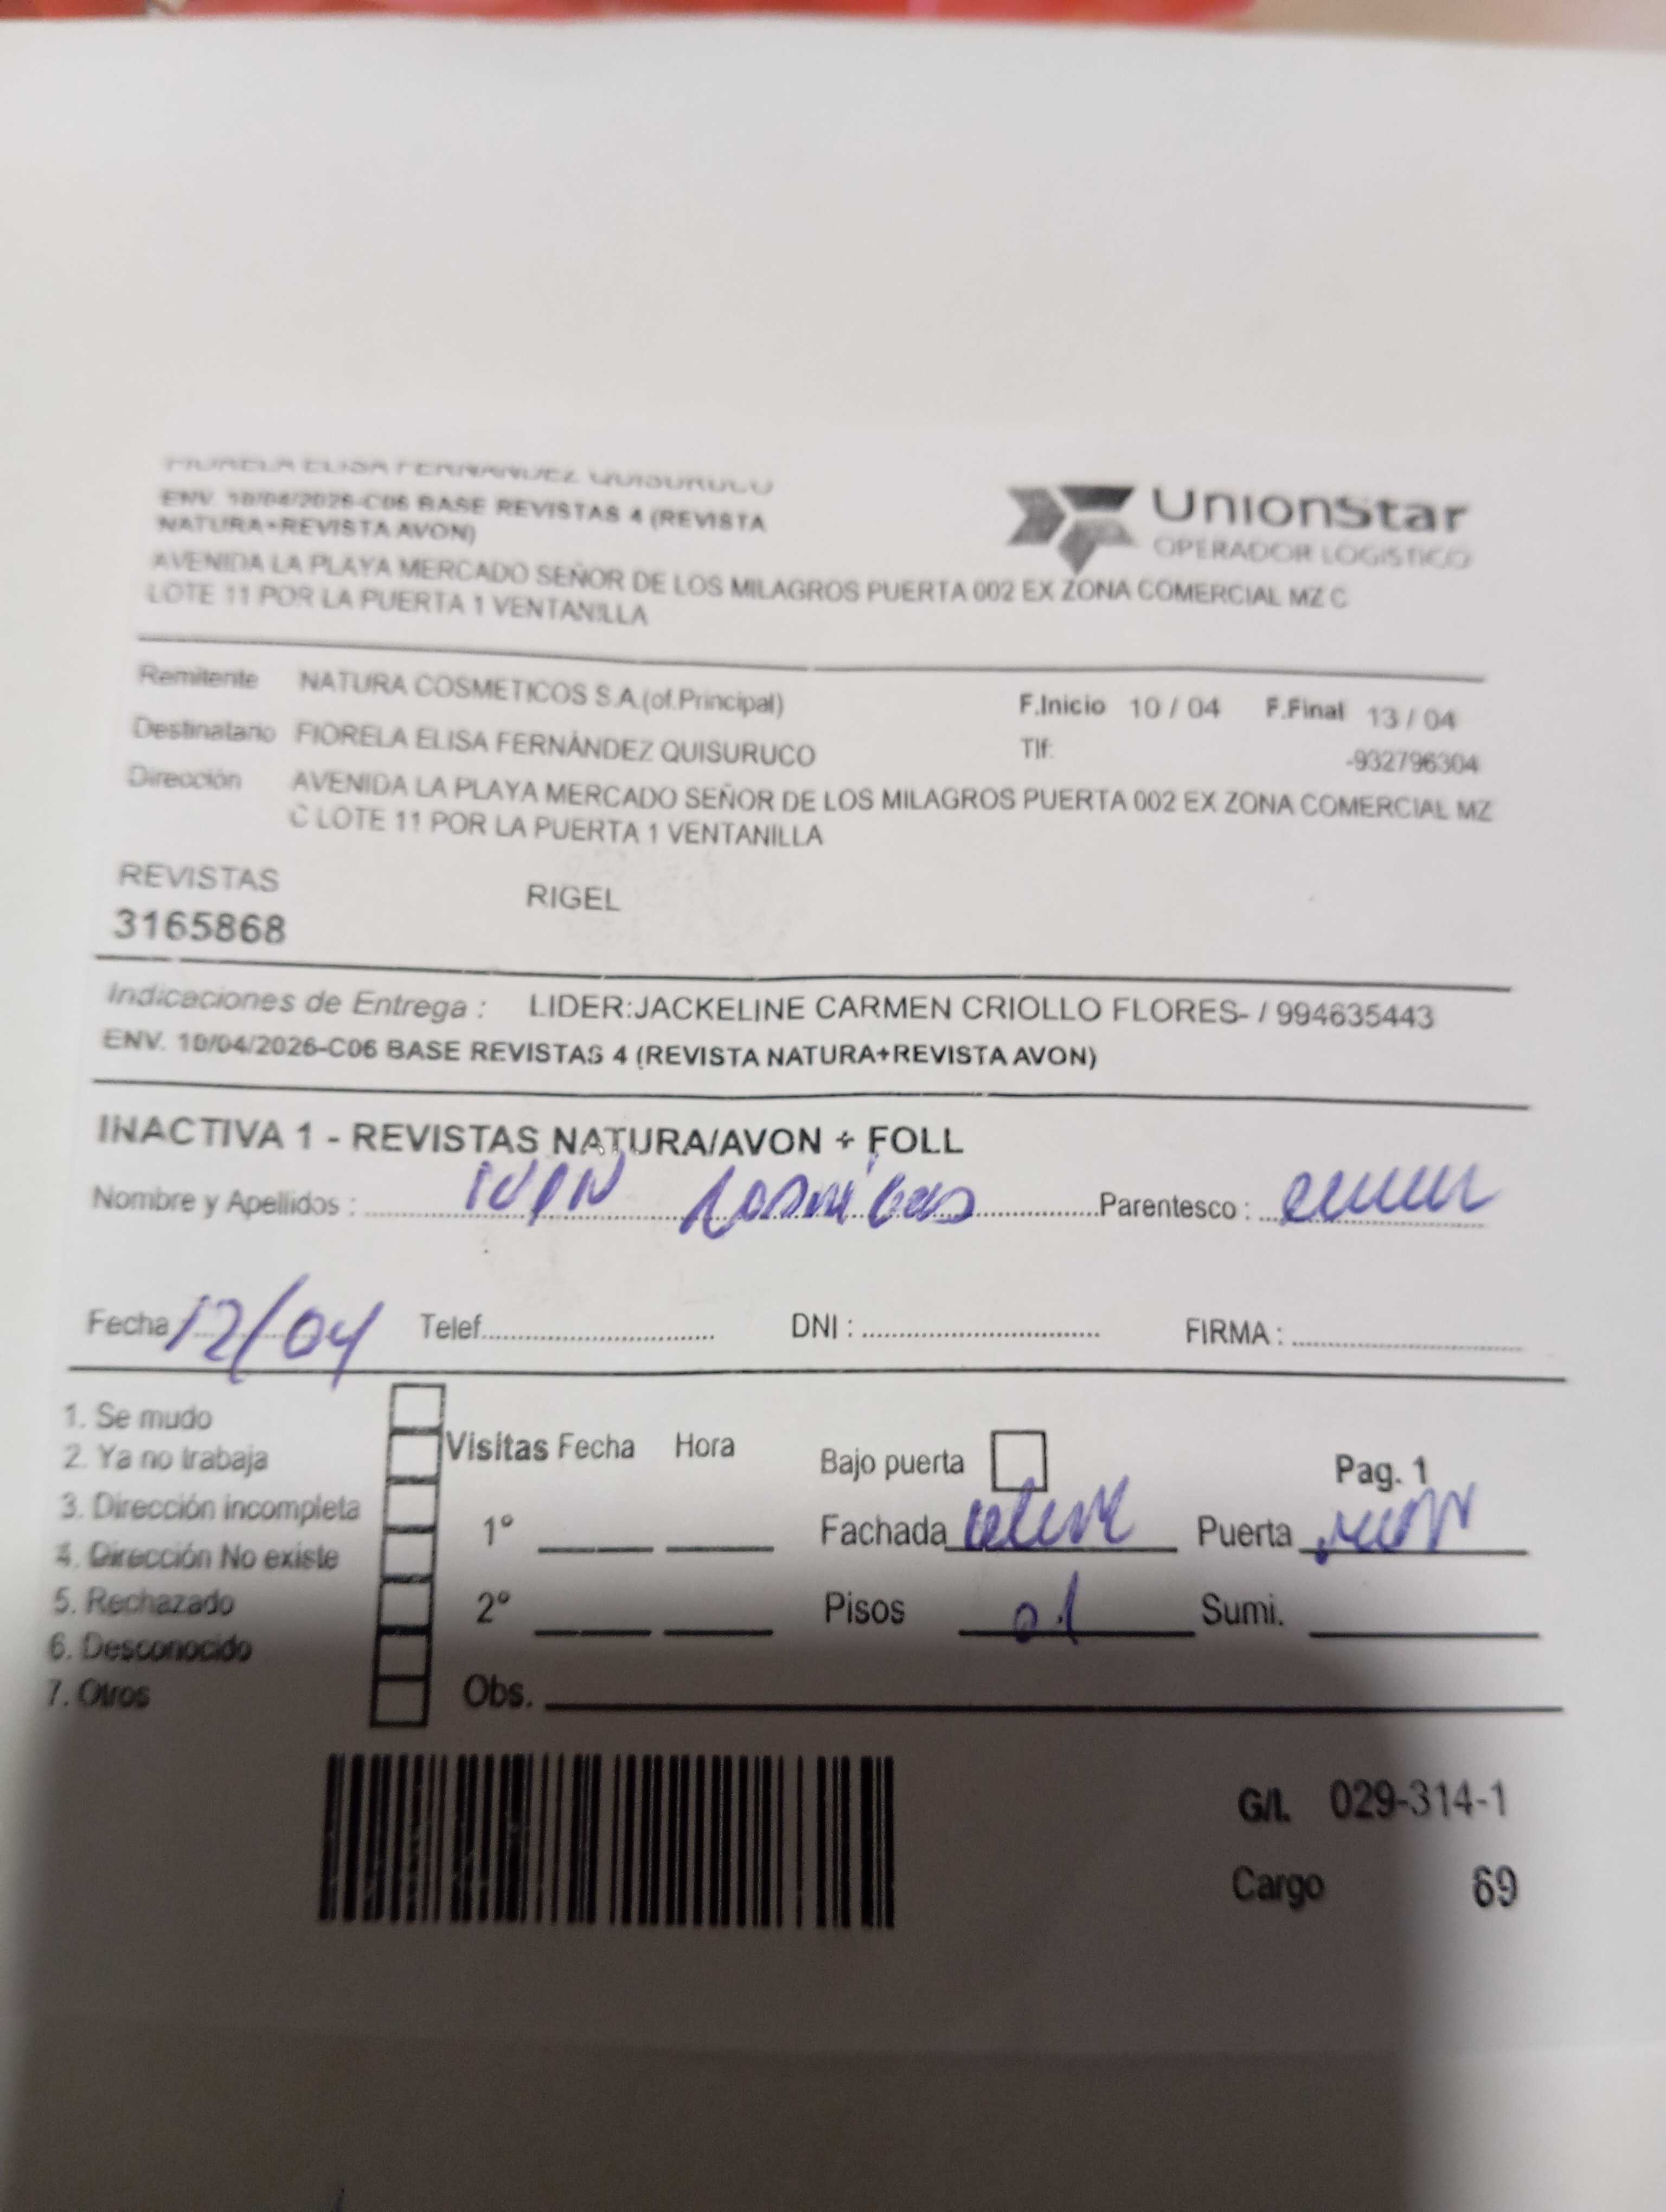 FIORELA ELISA FERNÁNDEZ QUISURUCO
ENV. 10/04/2026-C06 BASE REVISTAS 4 (REVISTA
NATURA+REVISTA AVON)
UnionStar
OPERADOR LOGISTICO
AVENIDA LA PLAYA MERCADO SEÑOR DE LOS MILAGROS PUERTA 002 EX ZONA COMERCIAL MZ C
LOTE 11 POR LA PUERTA 1 VENTANILLA
Remitente NATURA COSMETICOS S.A.(of.Principal) F.Inicio 10 / 04 F.Final 13 / 04
Destinatario FIORELA ELISA FERNÁNDEZ QUISURUCO Tlf: -932796304
Dirección AVENIDA LA PLAYA MERCADO SEÑOR DE LOS MILAGROS PUERTA 002 EX ZONA COMERCIAL MZ
C LOTE 11 POR LA PUERTA 1 VENTANILLA
REVISTAS RIGEL
3165868
Indicaciones de Entrega : LIDER:JACKELINE CARMEN CRIOLLO FLORES- / 994635443
ENV. 10/04/2026-C06 BASE REVISTAS 4 (REVISTA NATURA+REVISTA AVON)
INACTIVA 1 - REVISTAS NATURA/AVON + FOLL
Nombre y Apellidos : Parentesco :
Fecha 12/04 Telef. DNI : FIRMA :
1. Se mudo
2. Ya no trabaja
3. Dirección incompleta
4. Dirección No existe
5. Rechazado
6. Desconocido
7. Otros
Visitas Fecha Hora
1°
2°
Obs.
Bajo puerta Pag. 1
Fachada Puerta
Pisos 01 Sumi.
G/I. 029-314-1
Cargo 69